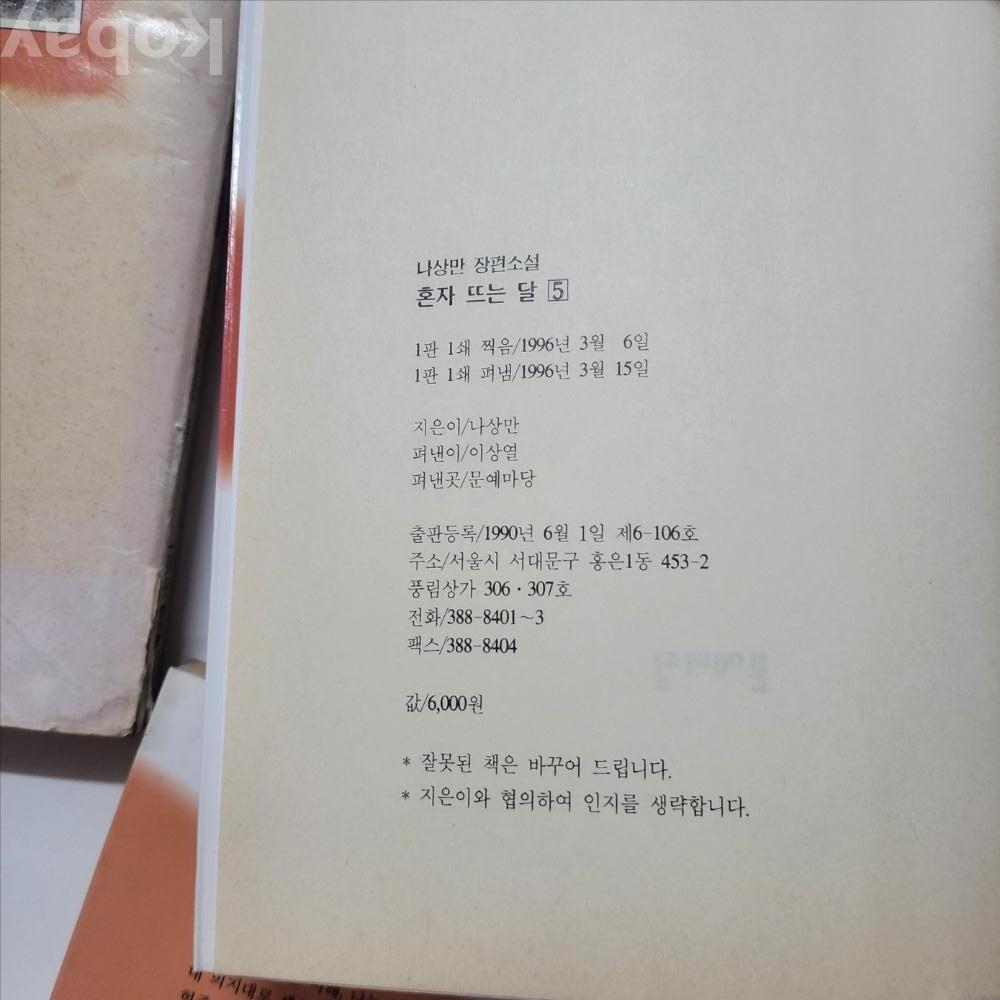 Kobay
나상만 장편소설
혼자 뜨는 달 5
1판 1쇄 찍음/1996년 3월 6일
1판 1쇄 펴냄/1996년 3월 15일
지은이/나상만
펴낸이/이상열
펴낸곳/문예마당
출판등록/1990년 6월 1일 제6-106호
주소/서울시 서대문구 홍은1동 453-2
풍림상가 306·307호
전화/388-8401~3
팩스/388-8404
값/6,000원
* 잘못된 책은 바꾸어 드립니다.
* 지은이와 협의하여 인지를 생략합니다.
내 의지대로